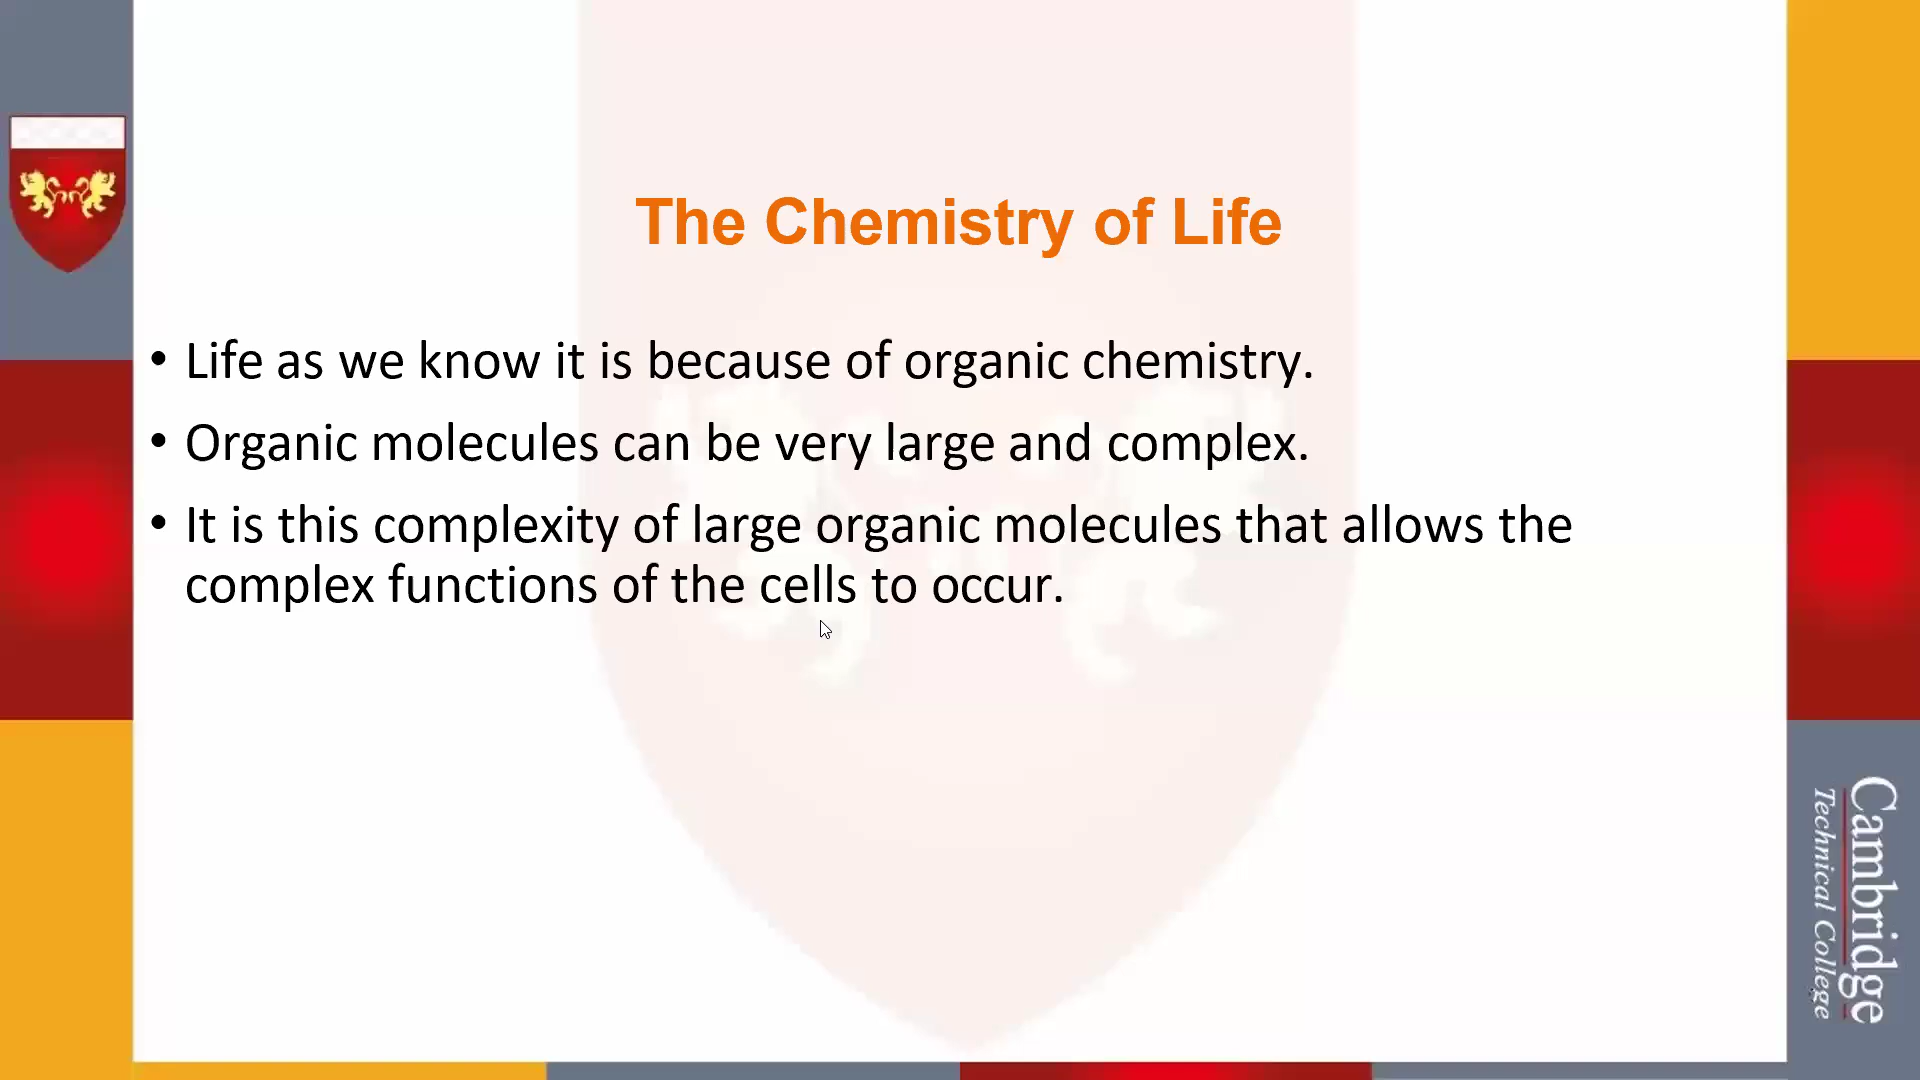 The Chemistry of Life
• Life as we know it is because of organic chemistry.
• Organic molecules can be very large and complex.
• It is this complexity of large organic molecules that allows the
complex functions of the cells to occur.
Cambridge
Technical College